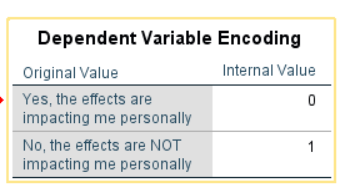 Dependent Variable Encoding
Original Value Internal Value
Yes, the effects are
impacting me personally 0
No, the effects are NOT
impacting me personally 1